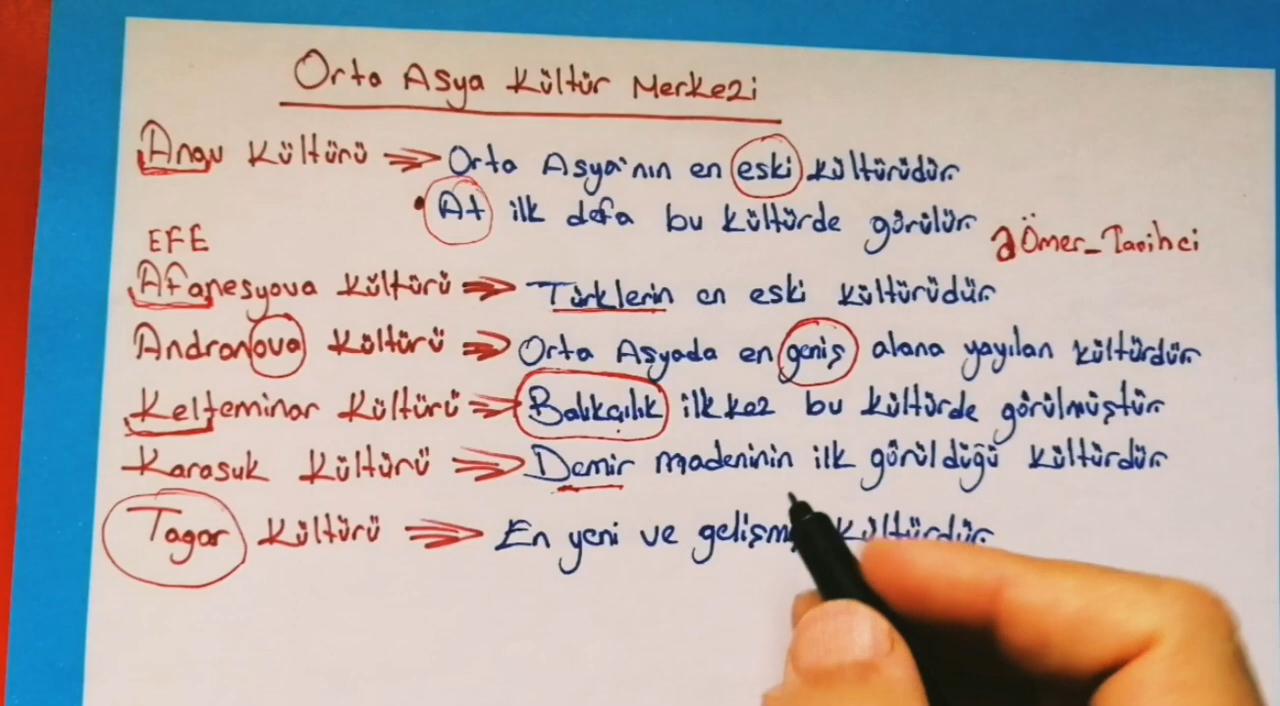 Orta Asya Kültür Merkezi
Anav Kültürü ⇒ Orta Asya'nın en eski kültürüdür.
• At ilk defa bu kültürde görülür
EFE
@Ömer_Tarihci
Afanesyova Kültürü ⇒ Türklerin en eski kültürüdür
Andronova Kültürü ⇒ Orta Asyada en geniş alana yayılan kültürdür
Kelteminar Kültürü ⇒ Balıkçılık ilk kez bu kültürde görülmüştür
Karasuk Kültürü ⇒ Demir madeninin ilk görüldüğü kültürdür
Tagar Kültürü ⇒ En yeni ve kültürdür